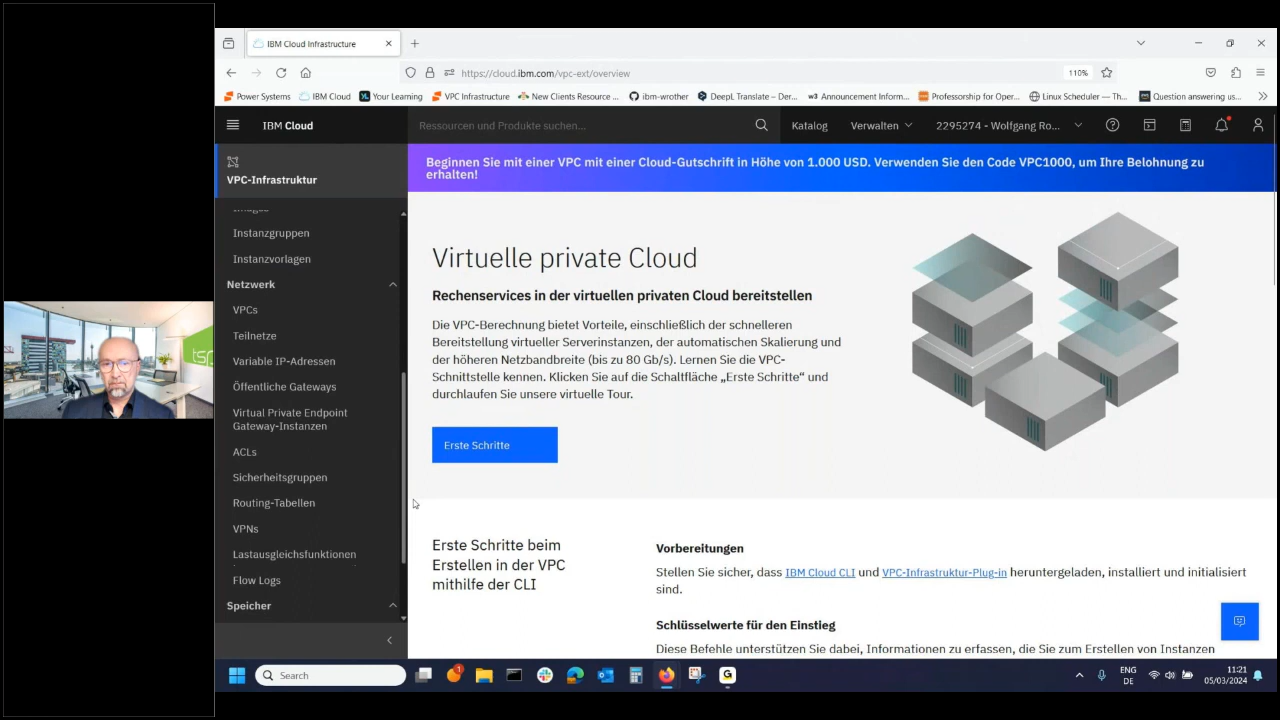 IBM Cloud Infrastructure
https://cloud.ibm.com/vpc-ext/overview
110%
Power Systems
IBM Cloud
Your Learning
VPC Infrastructure
New Clients Resource ...
ibm-wrother
DeepL Translate – Der...
w3 Announcement Inform...
Professorship for Oper...
Linux Scheduler — Th...
Question answering us...
IBM Cloud
Ressourcen und Produkte suchen...
Katalog
Verwalten
2295274 - Wolfgang Ro...
VPC-Infrastruktur
Images
Instanzgruppen
Instanzvorlagen
Netzwerk
VPCs
Teilnetze
Variable IP-Adressen
Öffentliche Gateways
Virtual Private Endpoint
Gateway-Instanzen
ACLs
Sicherheitsgruppen
Routing-Tabellen
VPNs
Lastausgleichsfunktionen
Flow Logs
Speicher
Beginnen Sie mit einer VPC mit einer Cloud-Gutschrift in Höhe von 1.000 USD. Verwenden Sie den Code VPC1000, um Ihre Belohnung zu
erhalten!
Virtuelle private Cloud
Rechenservices in der virtuellen privaten Cloud bereitstellen
Die VPC-Berechnung bietet Vorteile, einschließlich der schnelleren
Bereitstellung virtueller Serverinstanzen, der automatischen Skalierung und
der höheren Netzbandbreite (bis zu 80 Gb/s). Lernen Sie die VPC-
Schnittstelle kennen. Klicken Sie auf die Schaltfläche „Erste Schritte“ und
durchlaufen Sie unsere virtuelle Tour.
Erste Schritte
Erste Schritte beim
Erstellen in der VPC
mithilfe der CLI
Vorbereitungen
Stellen Sie sicher, dass IBM Cloud CLI und VPC-Infrastruktur-Plug-in heruntergeladen, installiert und initialisiert
sind.
Schlüsselwerte für den Einstieg
Diese Befehle unterstützen Sie dabei, Informationen zu erfassen, die Sie zum Erstellen von Instanzen
tsp
Search
1
ENG
DE
11:21
05/03/2024